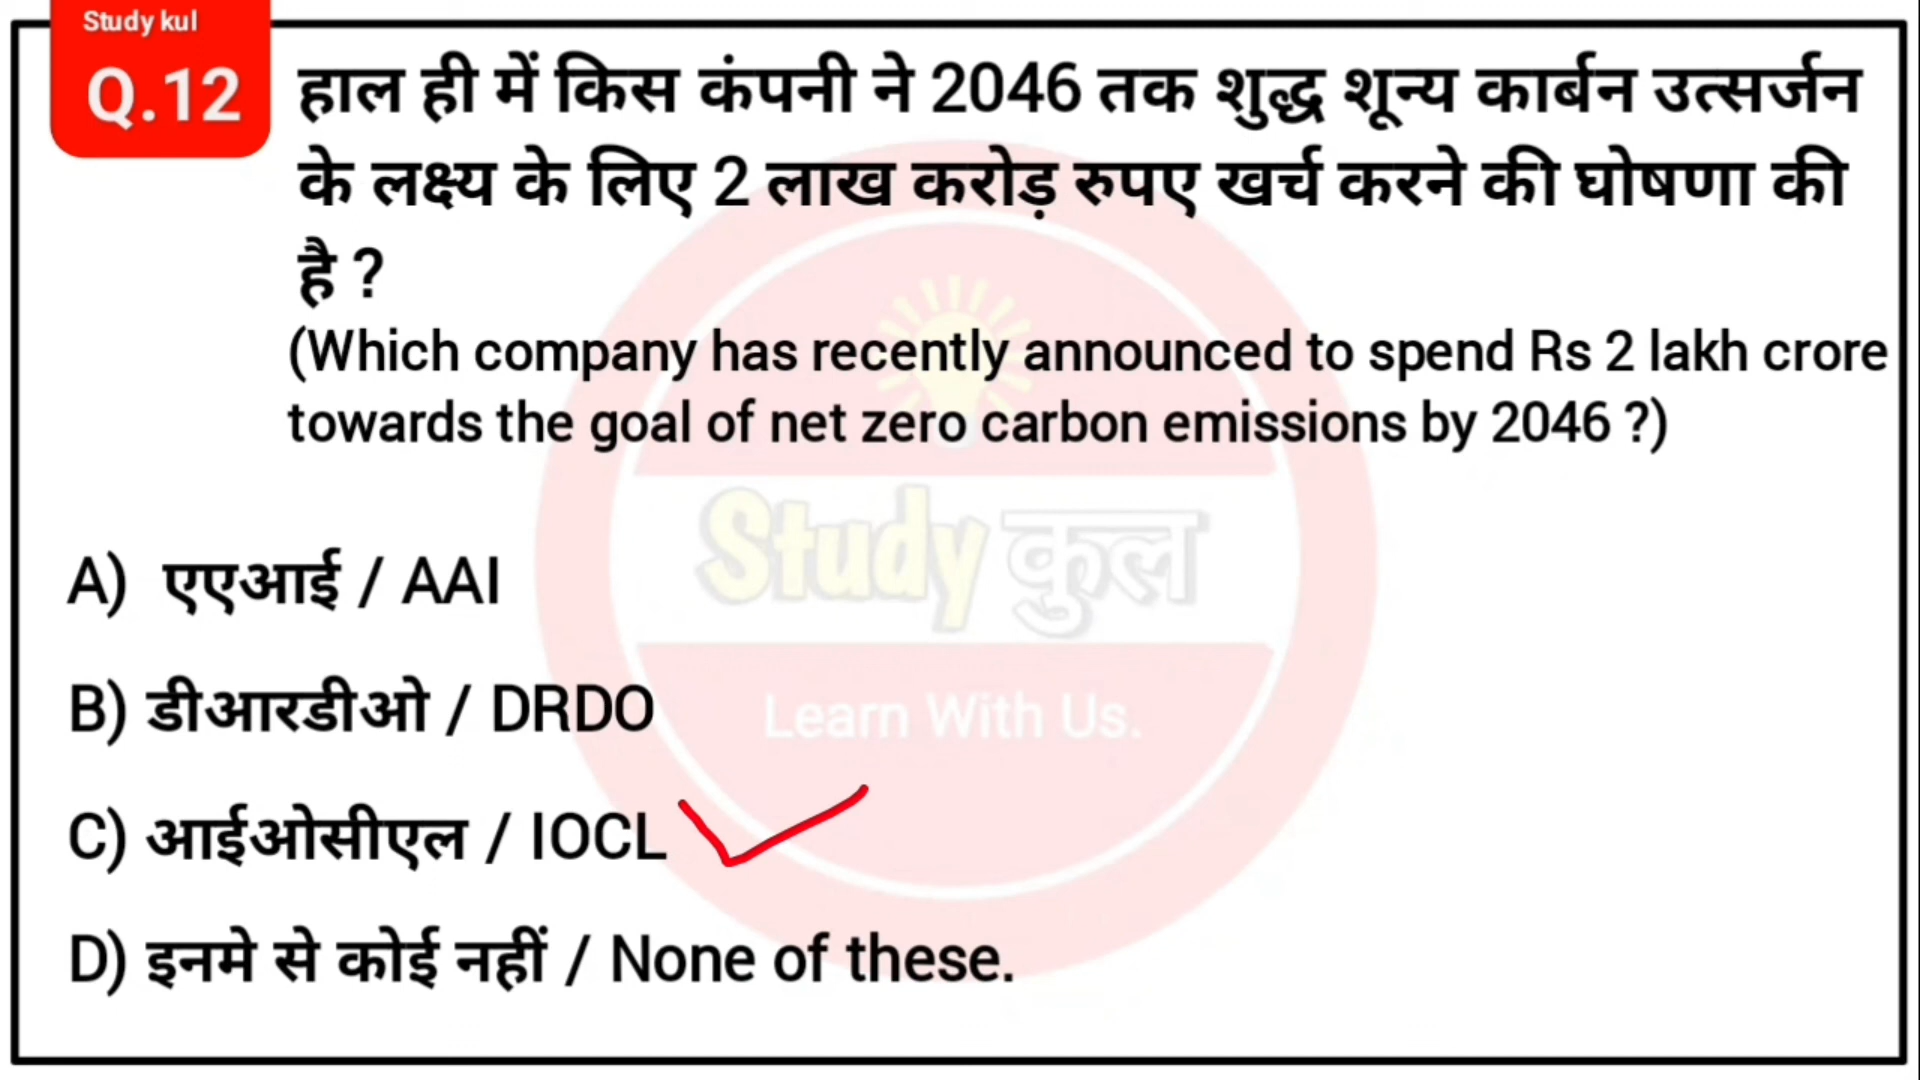 Study kul
Q.12
हाल ही में किस कंपनी ने 2046 तक शुद्ध शून्य कार्बन उत्सर्जन
के लक्ष्य के लिए 2 लाख करोड़ रुपए खर्च करने की घोषणा की
है ?
(Which company has recently announced to spend Rs 2 lakh crore
towards the goal of net zero carbon emissions by 2046 ?)
Study कुल
A) एएआई / AAI
B) डीआरडीओ / DRDO
Learn With Us.
C) आईओसीएल / IOCL
D) इनमे से कोई नहीं / None of these.